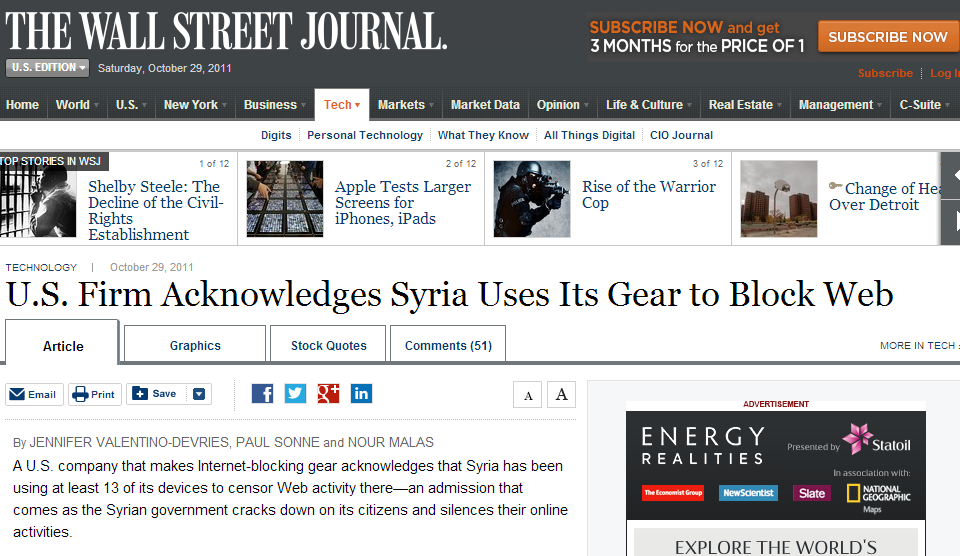 THE WALL STREET JOURNAL.
SUBSCRIBE NOW and get
3 MONTHS for the PRICE OF 1
SUBSCRIBE NOW
U.S. EDITION
Saturday, October 29, 2011
Subscribe
Log
Home World U.S. New York Business Tech Markets Market Data Opinion Life & Culture Real Estate Management C-Suite
Digits Personal Technology What They Know All Things Digital CIO Journal
TOP STORIES IN WSJ
1 of 12
Shelby Steele: The
Decline of the Civil-
Rights
Establishment
2 of 12
Apple Tests Larger
Screens for
iPhones, iPads
3 of 12
Rise of the Warrior
Cop
Change of Hea
Over Detroit
TECHNOLOGY | October 29, 2011
U.S. Firm Acknowledges Syria Uses Its Gear to Block Web
Article Graphics Stock Quotes Comments (51)
MORE IN TECH
Email Print + Save
f g+ in
A A
By JENNIFER VALENTINO-DEVRIES, PAUL SONNE and NOUR MALAS
A U.S. company that makes Internet-blocking gear acknowledges that Syria has been
using at least 13 of its devices to censor Web activity there—an admission that
comes as the Syrian government cracks down on its citizens and silences their online
activities.
ADVERTISEMENT
ENERGY
REALITIES
Presented by Statoil
In association with:
The Economist Group NewScientist Slate NATIONAL
GEOGRAPHIC
Maps
EXPLORE THE WORLD'S